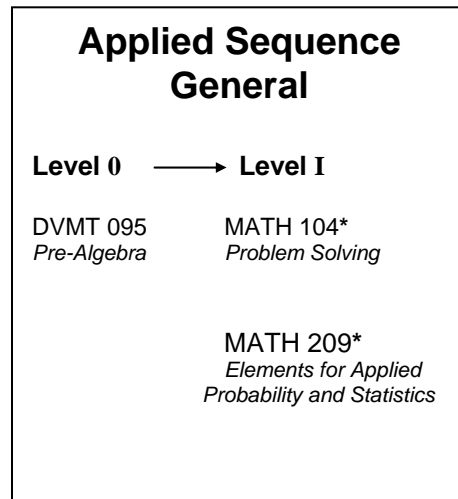 Applied Sequence
General
Level 0 → Level I
DVMT 095 MATH 104*
Pre-Algebra Problem Solving
MATH 209*
Elements for Applied
Probability and Statistics